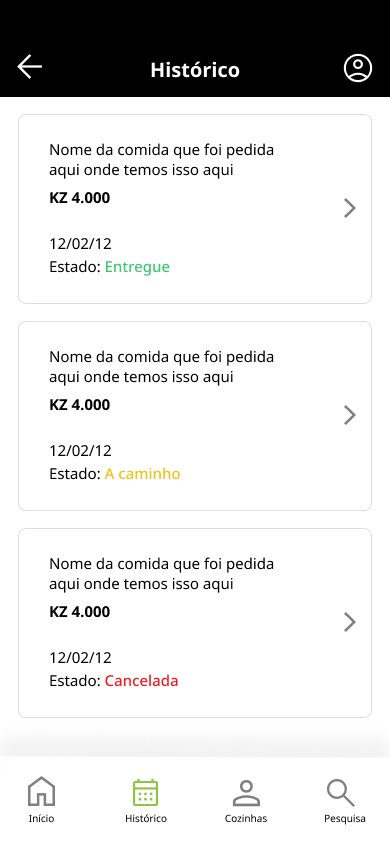 Histórico
Nome da comida que foi pedida
aqui onde temos isso aqui
KZ 4.000
12/02/12
Estado: Entregue
Nome da comida que foi pedida
aqui onde temos isso aqui
KZ 4.000
12/02/12
Estado: A caminho
Nome da comida que foi pedida
aqui onde temos isso aqui
KZ 4.000
12/02/12
Estado: Cancelada
Início
Histórico
Cozinhas
Pesquisa